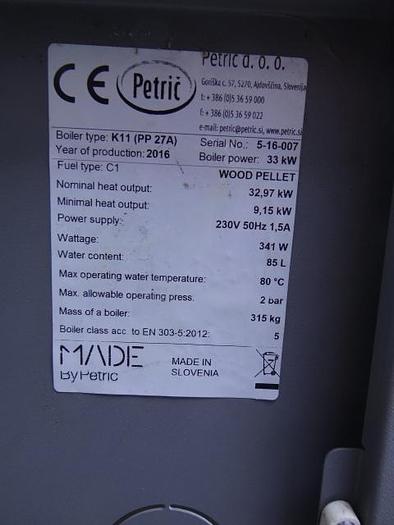 CE
Petrič
Petrič d. o. o.
Goriška c. 57, 5270, Ajdovščina, Slovenija
t: + 386 (0)5 36 59 000
f: + 386 (0)5 36 59 022
e-mail: petric@petric.si, www.petric.si
Boiler type: K11 (PP 27A) Serial No.: 5-16-007
Year of production: 2016 Boiler power: 33 kW
Fuel type: C1 WOOD PELLET
Nominal heat output: 32,97 kW
Minimal heat output: 9,15 kW
Power supply: 230V 50Hz 1,5A
Wattage: 341 W
Water content: 85 L
Max operating water temperature: 80 °C
Max. allowable operating press. 2 bar
Mass of a boiler: 315 kg
Boiler class acc. to EN 303-5:2012: 5
MADE
By Petric
MADE IN
SLOVENIA